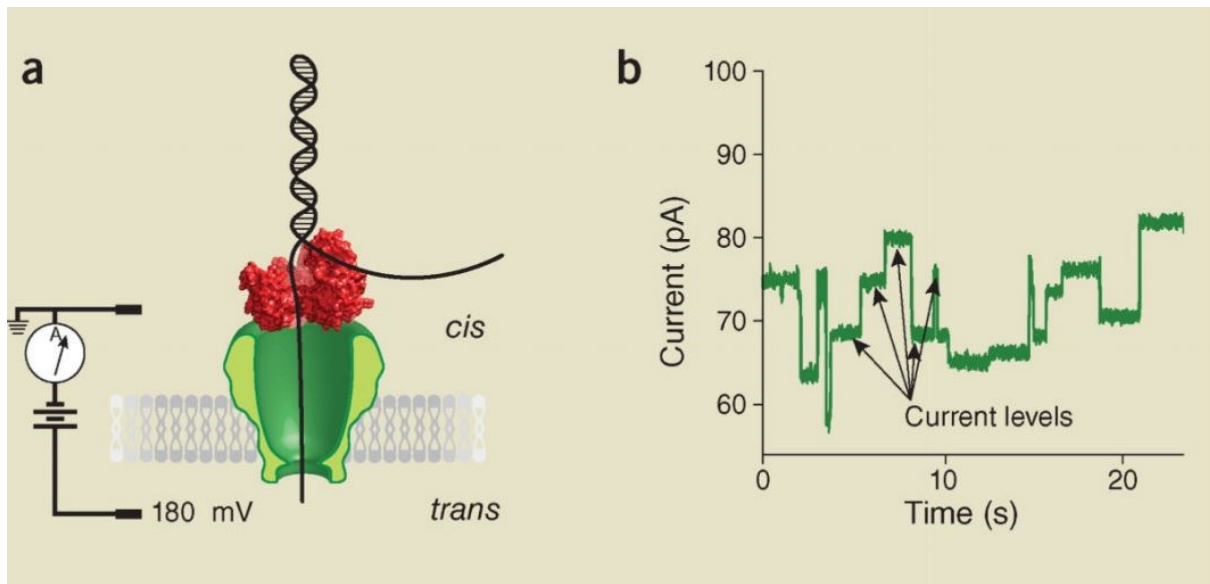 a
A
cis
trans
180 mV
b
Current (pA)
100
90
80
70
60
Current levels
0
10
20
Time (s)